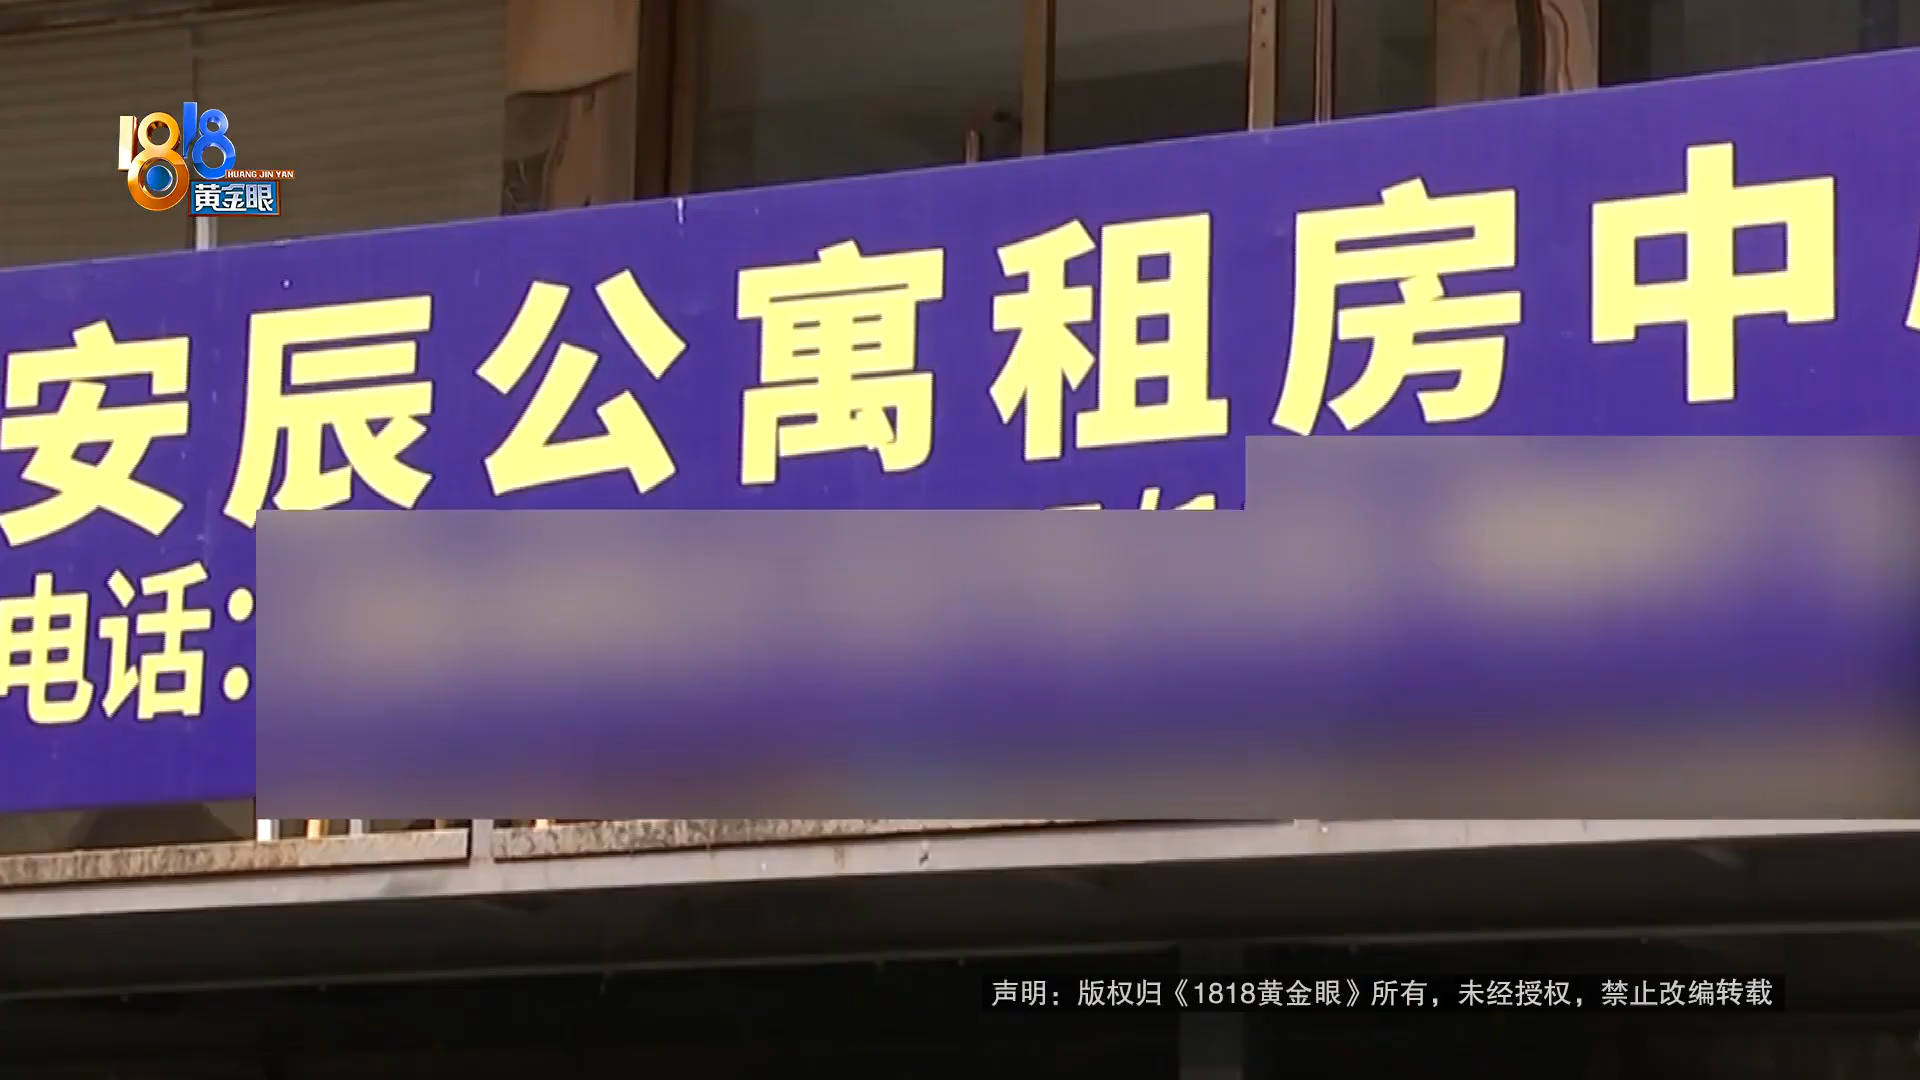 1818
HUANG JIN YAN
黄金眼
安辰公寓租房中
电话:
声明：版权归《1818黄金眼》所有，未经授权，禁止改编转载